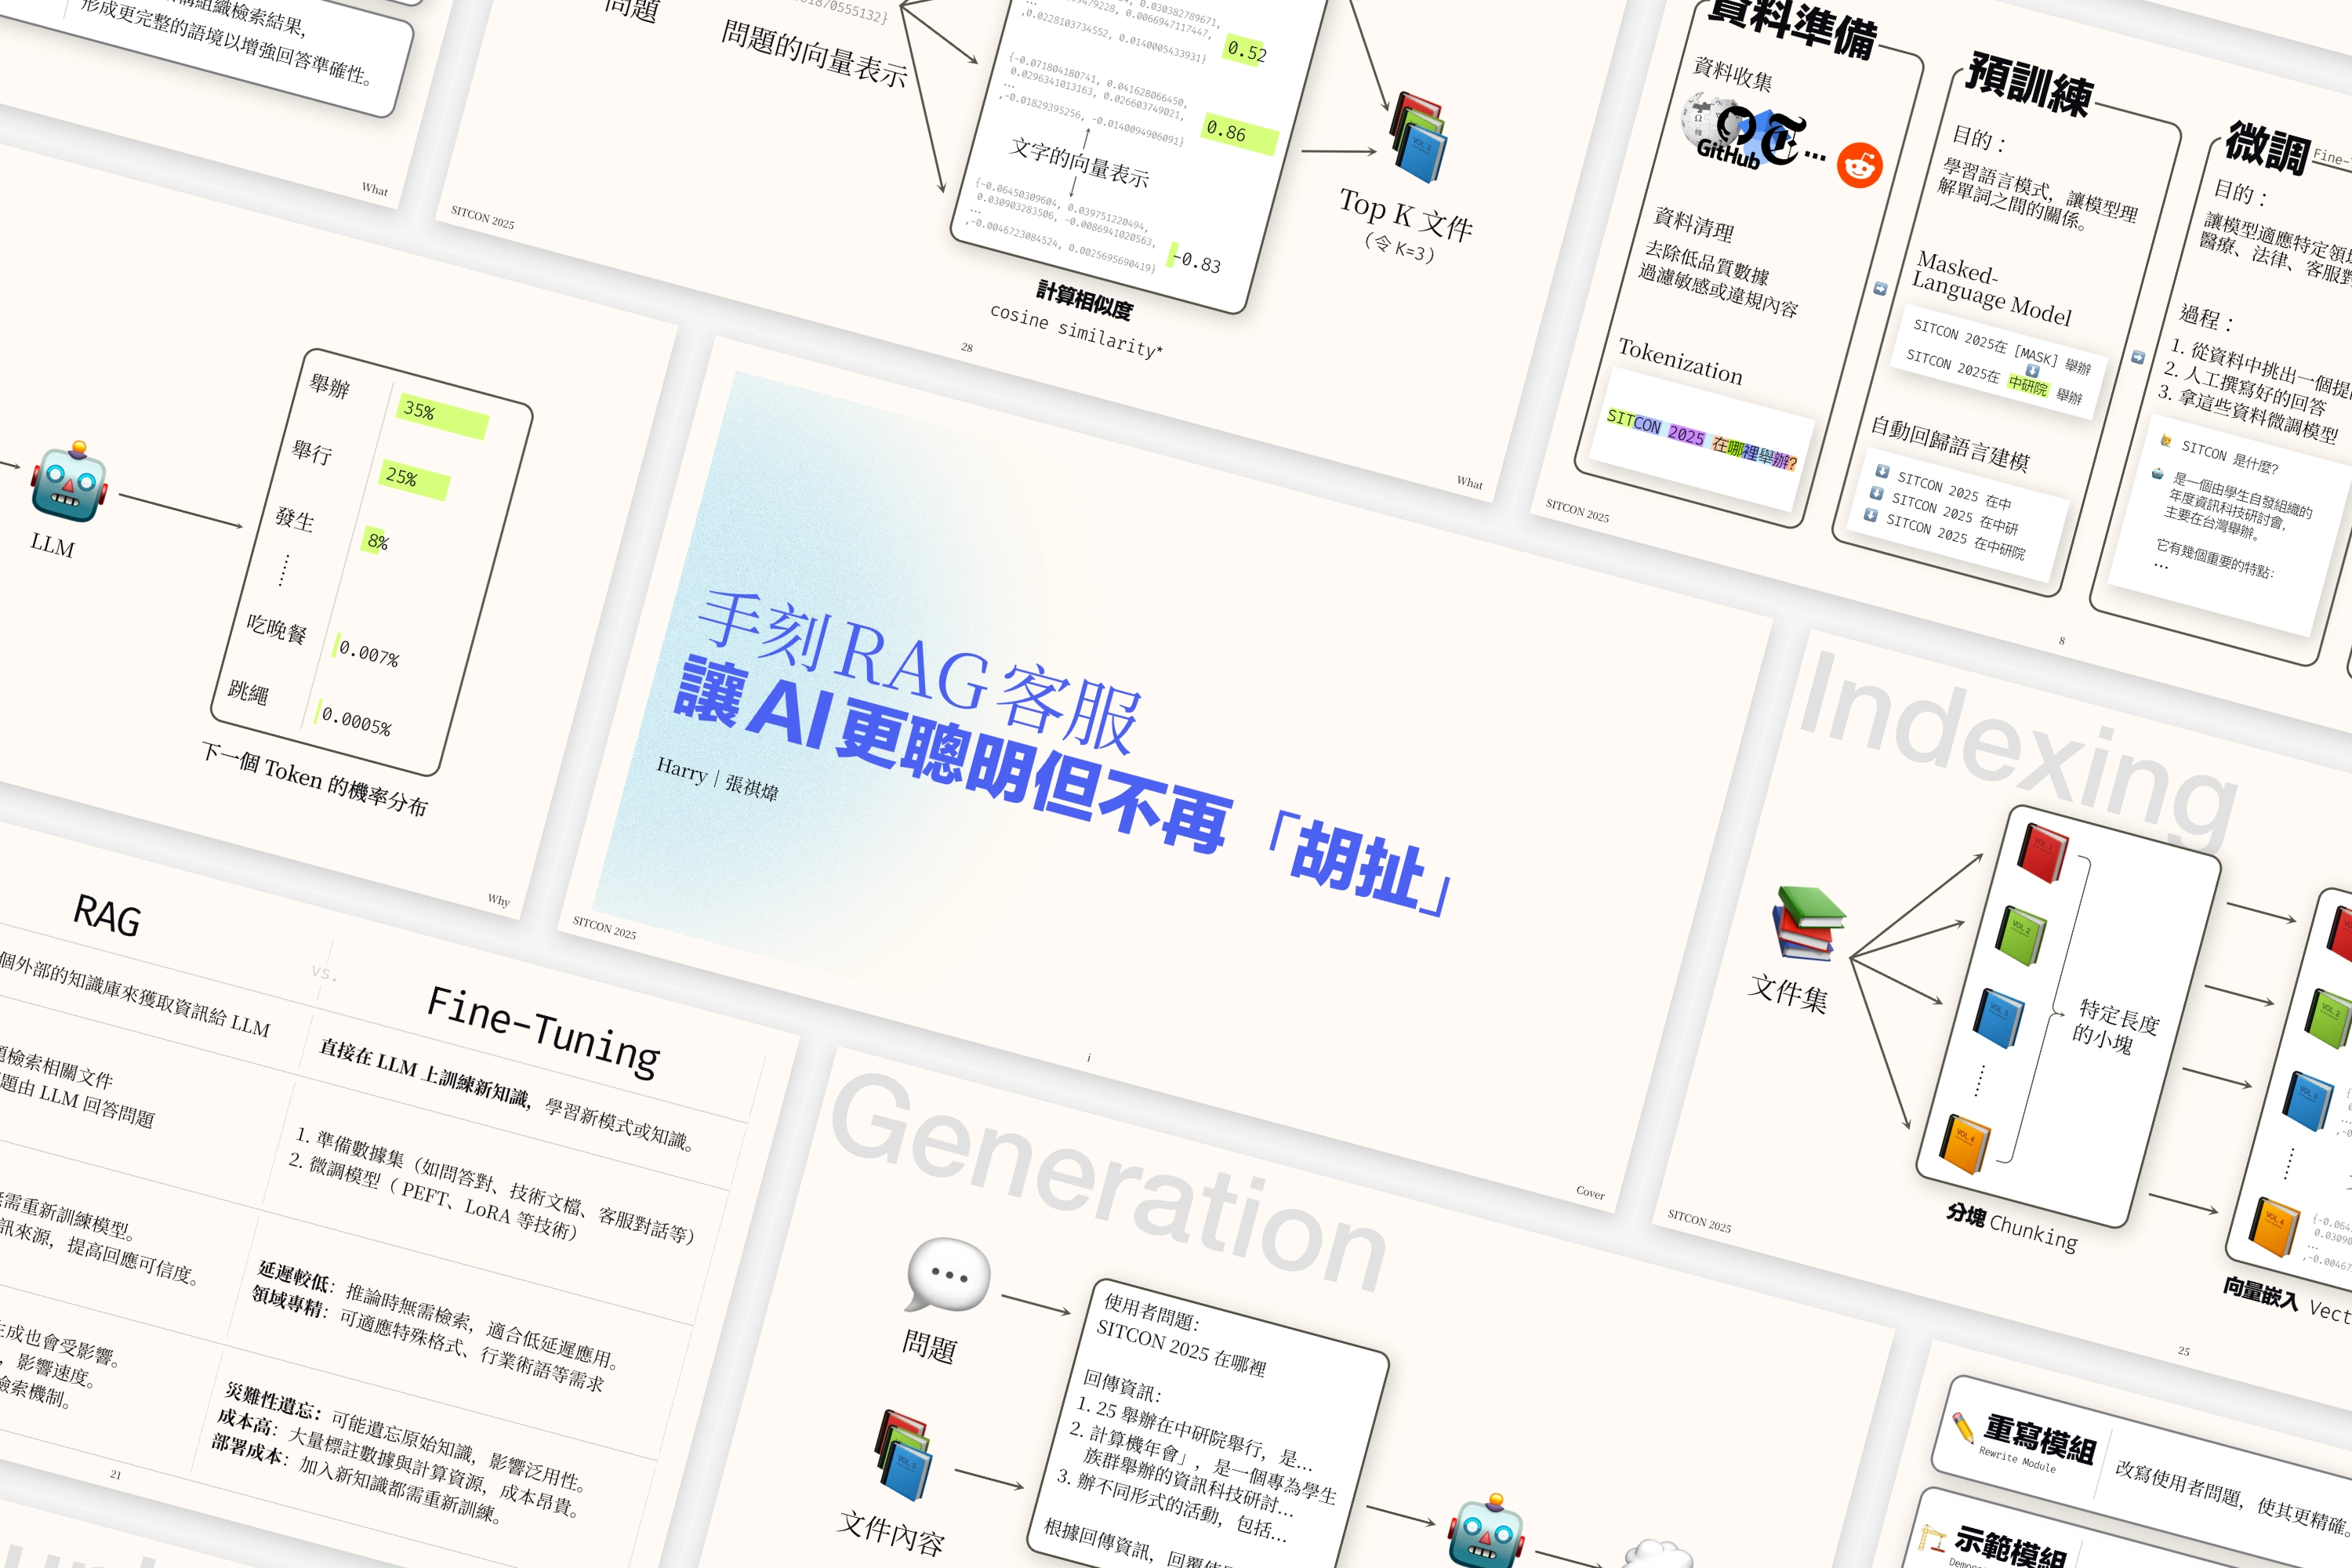 形成更完整的語境以增強回答準確性。
What
問題
問題的向量表示
0.52
0.86
-0.83
文字的向量表示
計算相似度
cosine similarity*
Top K 文件
（令 K=3）
SITCON 2025
28
What
資料準備
資料收集
GitHub
...
資料清理
去除低品質數據
過濾敏感或違規內容
Tokenization
SITCON 2025 在哪裡舉辦?
預訓練
目的：
學習語言模式，讓模型理
解單詞之間的關係。
Masked-
Language Model
SITCON 2025在 [MASK] 舉辦
SITCON 2025在 中研院 舉辦
自動回歸語言建模
SITCON 2025 在中
SITCON 2025 在中研
SITCON 2025 在中研院
微調
目的：
讓模型適應特定領
醫療、法律、客服
過程：
1. 從資料中挑出一個
2. 人工撰寫好的回答
3. 拿這些資料微調模型
SITCON 是什麼?
是一個由學生自發組織的
年度資訊科技研討會，
主要在台灣舉辦。
它有幾個重要的特點:
...
SITCON 2025
8
LLM
舉辦 35%
舉行 25%
發生 8%
吃晚餐 0.007%
跳繩 0.0005%
下一個 Token 的機率分布
Why
手刻 RAG 客服
讓 AI 更聰明但不再「胡扯」
Harry｜張祺煒
SITCON 2025
i
Cover
Indexing
文件集
VOL.1
VOL.2
VOL.3
VOL.4
特定長度
的小塊
分塊 Chunking
向量嵌入 Vect
SITCON 2025
25
RAG
vs.
Fine-Tuning
個外部的知識庫來獲取資訊給 LLM
直接在 LLM 上訓練新知識，學習新模式或知識。
檢索相關文件
題由 LLM 回答問題
1. 準備數據集（如問答對、技術文檔、客服對話等）
2. 微調模型（ PEFT、LoRA 等技術）
需重新訓練模型。
訊來源，提高回應可信度。
延遲較低：推論時無需檢索，適合低延遲應用。
領域專精：可適應特殊格式、行業術語等需求
成也會受影響。
，影響速度。
檢索機制。
災難性遺忘：可能遺忘原始知識，影響泛用性。
成本高：大量標註數據與計算資源，成本昂貴。
部署成本：加入新知識都需重新訓練。
21
Generation
問題
文件內容
使用者問題：
SITCON 2025 在哪裡
回傳資訊：
1. 25 舉辦在中研院舉行，是...
2. 計算機年會」，是一個專為學生
族群舉辦的資訊科技研討...
3. 辦不同形式的活動，包括...
根據回傳資訊，回覆使
重寫模組
Rewrite Module
改寫使用者問題，使其更精確。
示範模組